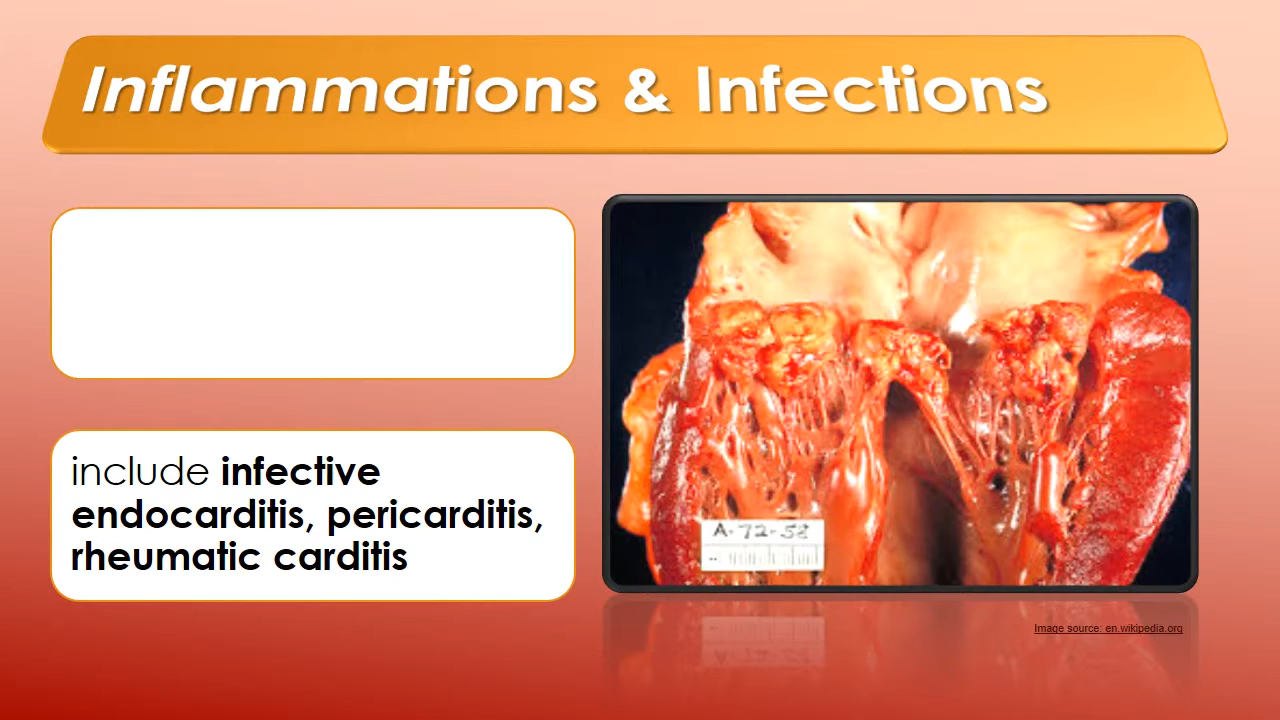 Inflammations & Infections
include infective
endocarditis, pericarditis,
rheumatic carditis
A-72-58
Image source: en.wikipedia.org